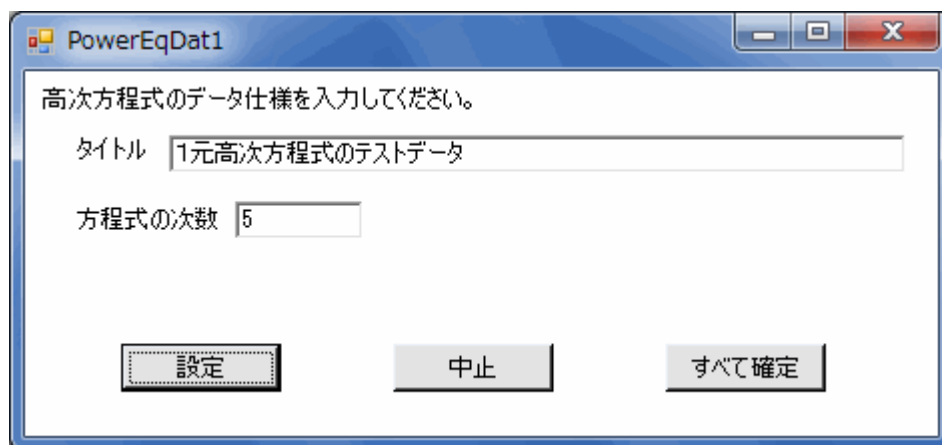 PowerEqDat1
高次方程式のデータ仕様を入力してください。
タイトル 1元高次方程式のテストデータ
方程式の次数 5
設定 中止 すべて確定